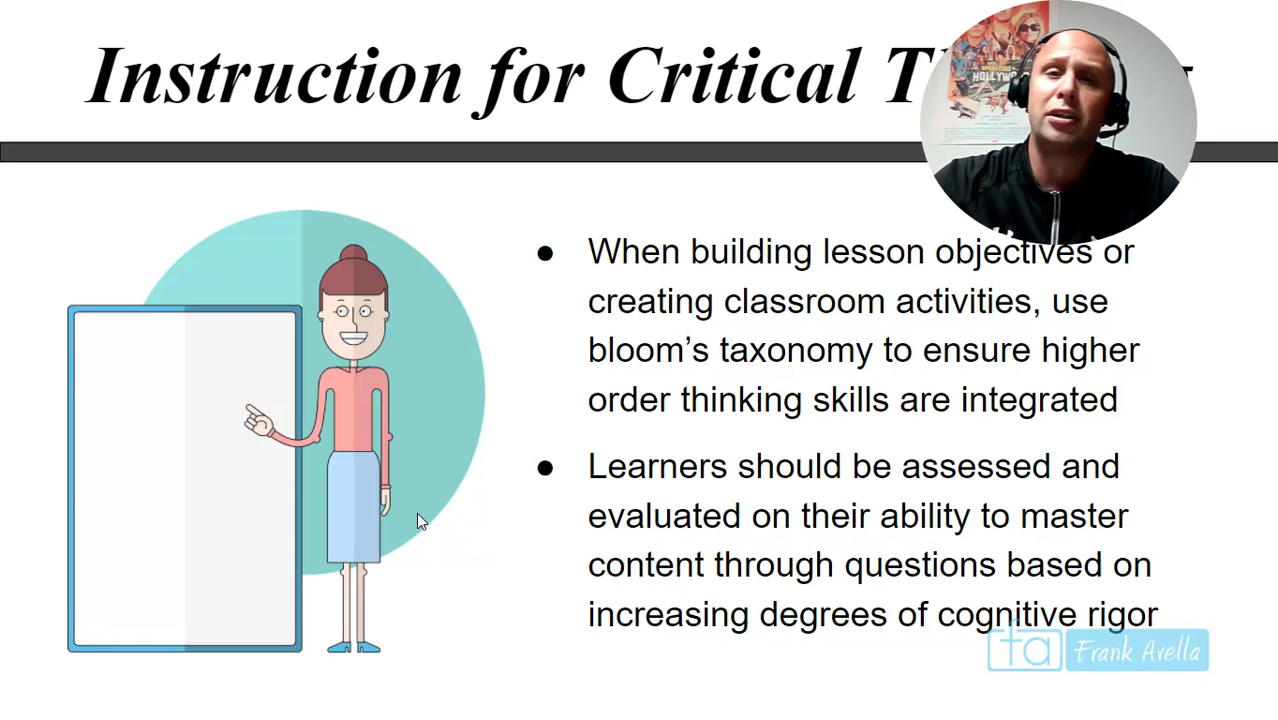 Instruction for Critical
When building lesson objectives or
creating classroom activities, use
bloom’s taxonomy to ensure higher
order thinking skills are integrated
Learners should be assessed and
evaluated on their ability to master
content through questions based on
increasing degrees of cognitive rigor
fa Frank Avella